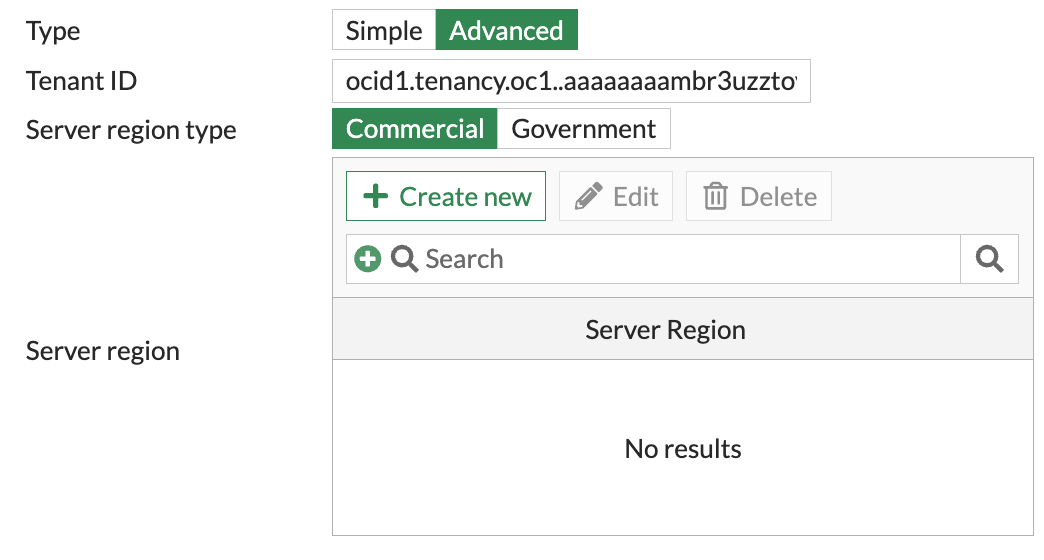 Type Simple Advanced
Tenant ID ocid1.tenancy.oc1..aaaaaaaambr3uzzto
Server region type Commercial Government
Create new Edit Delete
Search
Server Region
Server region
No results